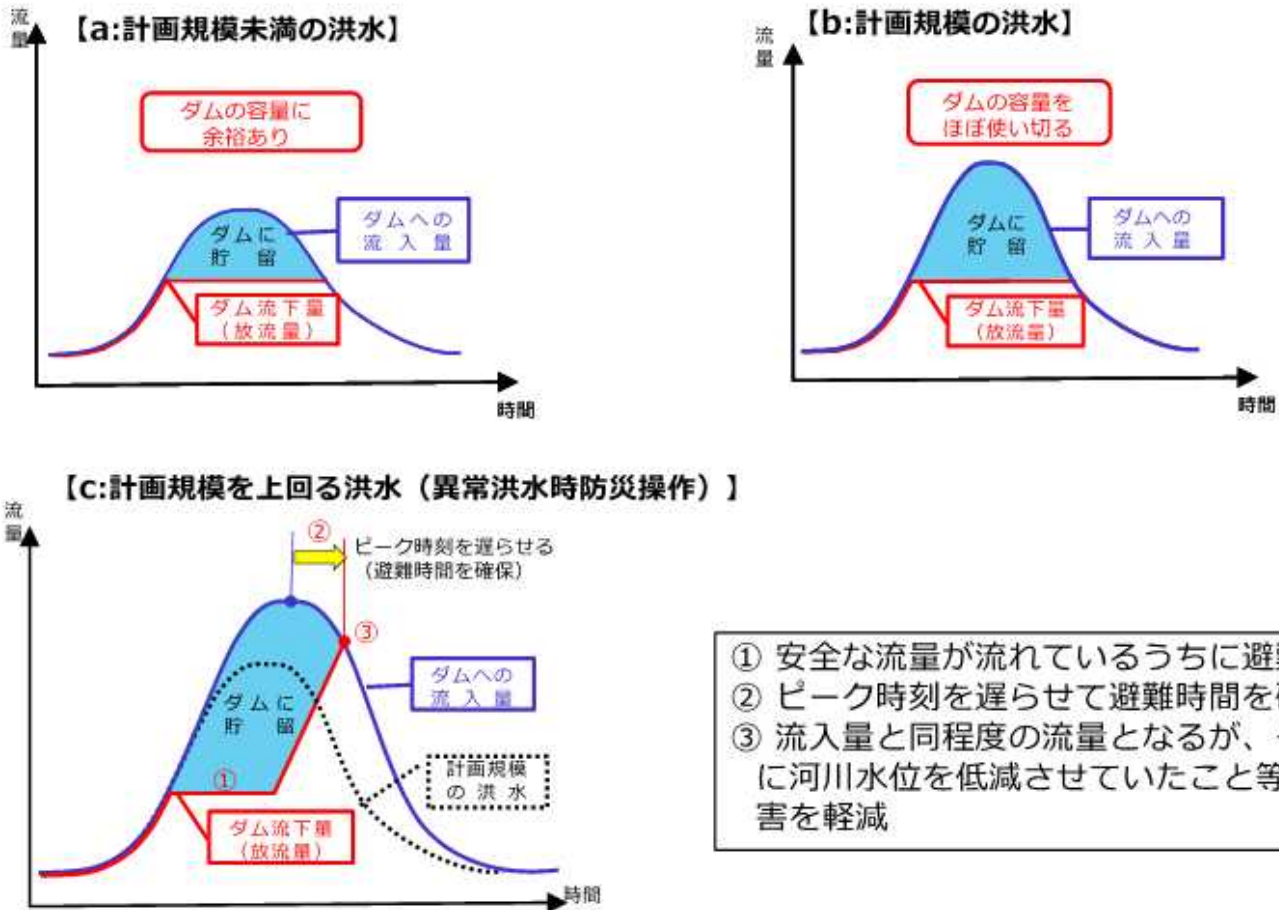 流
量
【a:計画規模未満の洪水】
ダムの容量に
余裕あり
ダムに
貯 留
ダムへの
流 入 量
ダム流下量
（放流量）
時間
流
量
【b:計画規模の洪水】
ダムの容量を
ほぼ使い切る
ダムに
貯 留
ダムへの
流 入 量
ダム流下量
（放流量）
時間
【c:計画規模を上回る洪水（異常洪水時防災操作）】
流
量
②
ピーク時刻を遅らせる
（避難時間を確保）
③
ダムへの
流 入 量
ダムに
貯 留
①
計画規模
の 洪 水
ダム流下量
（放流量）
時間
① 安全な流量が流れているうちに避
② ピーク時刻を遅らせて避難時間を
③ 流入量と同程度の流量となるが、
に河川水位を低減させていたこと等
害を軽減